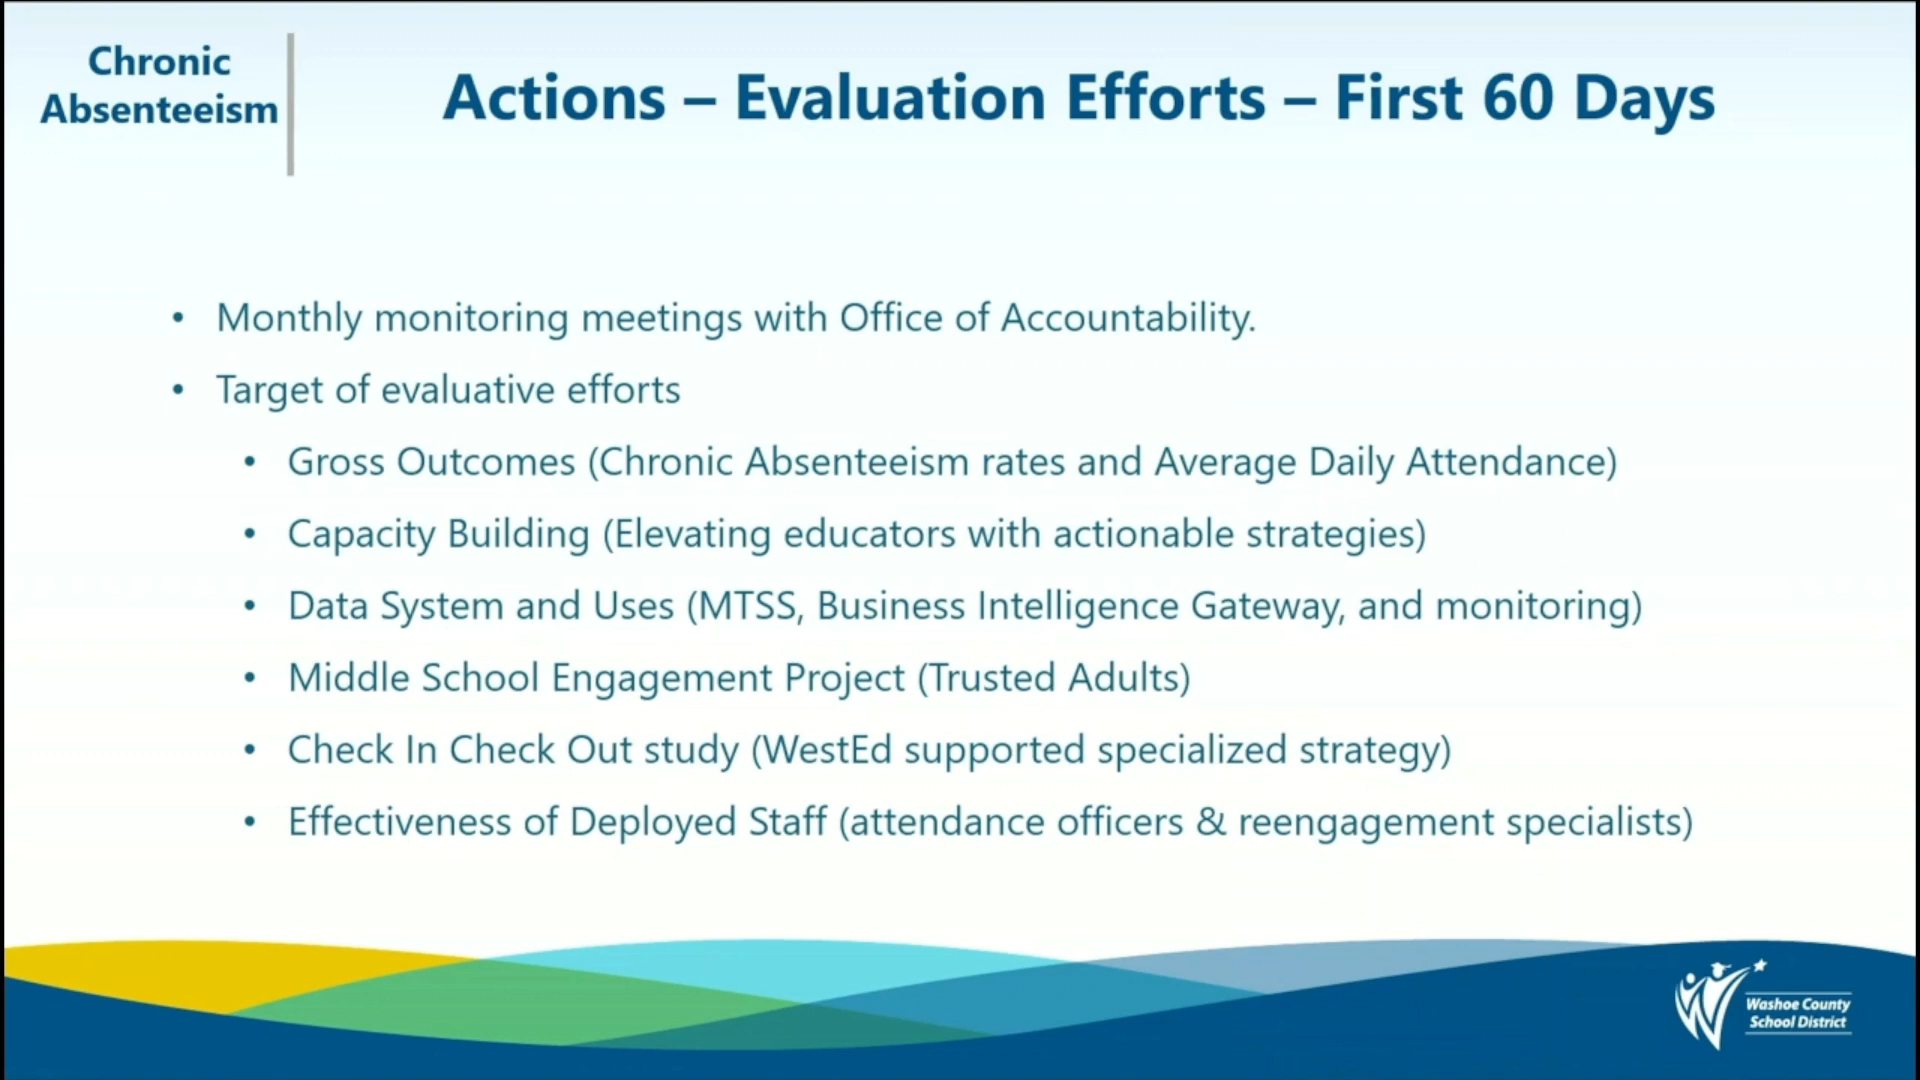 Chronic
Absenteeism
Actions – Evaluation Efforts – First 60 Days
• Monthly monitoring meetings with Office of Accountability.
• Target of evaluative efforts
• Gross Outcomes (Chronic Absenteeism rates and Average Daily Attendance)
• Capacity Building (Elevating educators with actionable strategies)
• Data System and Uses (MTSS, Business Intelligence Gateway, and monitoring)
• Middle School Engagement Project (Trusted Adults)
• Check In Check Out study (WestEd supported specialized strategy)
• Effectiveness of Deployed Staff (attendance officers & reengagement specialists)
Washoe County
School District